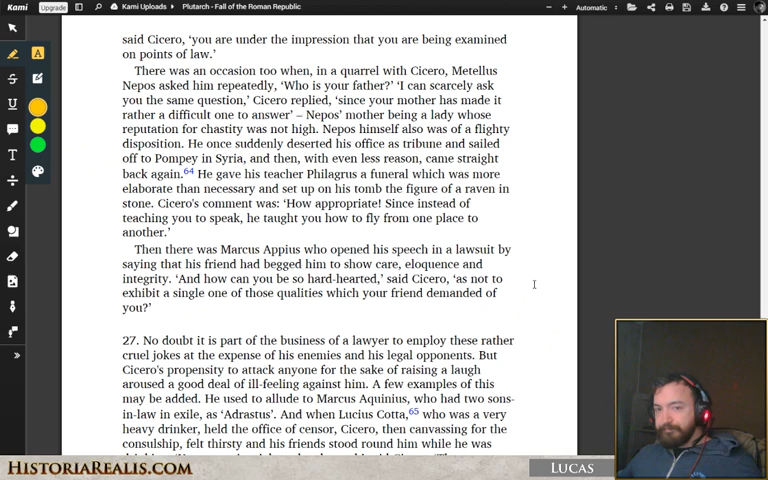 Kami
Upgrade
Kami Uploads > Plutarch - Fall of the Roman Republic
Automatic
said Cicero, ‘you are under the impression that you are being examined
on points of law.’
There was an occasion too when, in a quarrel with Cicero, Metellus
Nepos asked him repeatedly, ‘Who is your father?’ ‘I can scarcely ask
you the same question,’ Cicero replied, ‘since your mother has made it
rather a difficult one to answer’ – Nepos’ mother being a lady whose
reputation for chastity was not high. Nepos himself also was of a flighty
disposition. He once suddenly deserted his office as tribune and sailed
off to Pompey in Syria, and then, with even less reason, came straight
back again.64 He gave his teacher Philagrus a funeral which was more
elaborate than necessary and set up on his tomb the figure of a raven in
stone. Cicero's comment was: ‘How appropriate! Since instead of
teaching you to speak, he taught you how to fly from one place to
another.’
Then there was Marcus Appius who opened his speech in a lawsuit by
saying that his friend had begged him to show care, eloquence and
integrity. ‘And how can you be so hard-hearted,’ said Cicero, ‘as not to
exhibit a single one of those qualities which your friend demanded of
you?’
27. No doubt it is part of the business of a lawyer to employ these rather
cruel jokes at the expense of his enemies and his legal opponents. But
Cicero's propensity to attack anyone for the sake of raising a laugh
aroused a good deal of ill-feeling against him. A few examples of this
may be added. He used to allude to Marcus Aquinius, who had two sons-
in-law in exile, as ‘Adrastus’. And when Lucius Cotta,65 who was a very
heavy drinker, held the office of censor, Cicero, then canvassing for the
consulship, felt thirsty and his friends stood round him while he was
HISTORIAREALIS.COM
LUCAS